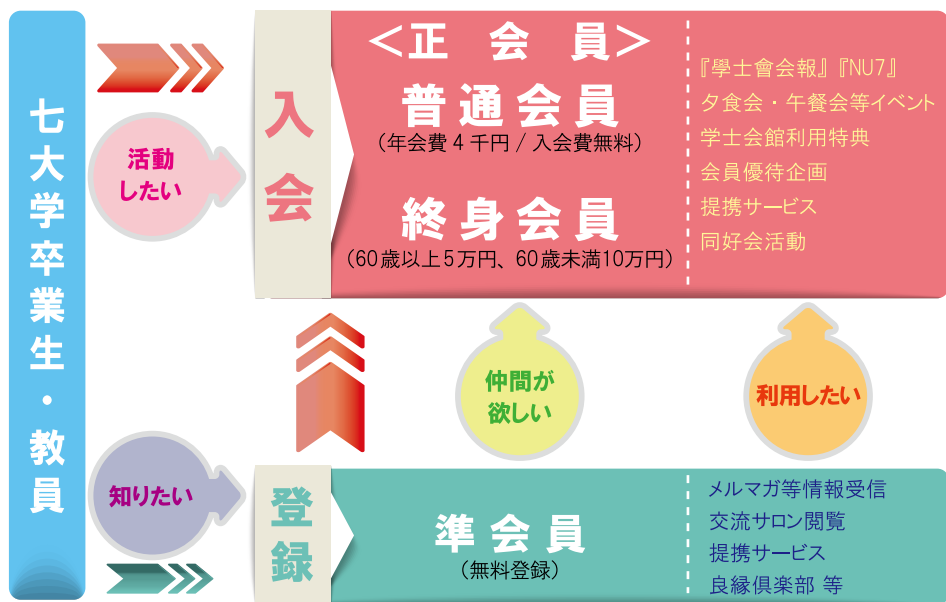 七大学卒業生・教員
活動
したい
入会
＜正会員＞
普通会員
（年会費4千円 / 入会費無料）
終身会員
（60歳以上5万円、60歳未満10万円）
『學士會会報』『NU7』
夕食会・午餐会等イベント
学士会館利用特典
会員優待企画
提携サービス
同好会活動
仲間が
欲しい
利用したい
知りたい
登録
準会員
（無料登録）
メルマガ等情報受信
交流サロン閲覧
提携サービス
良縁倶楽部 等